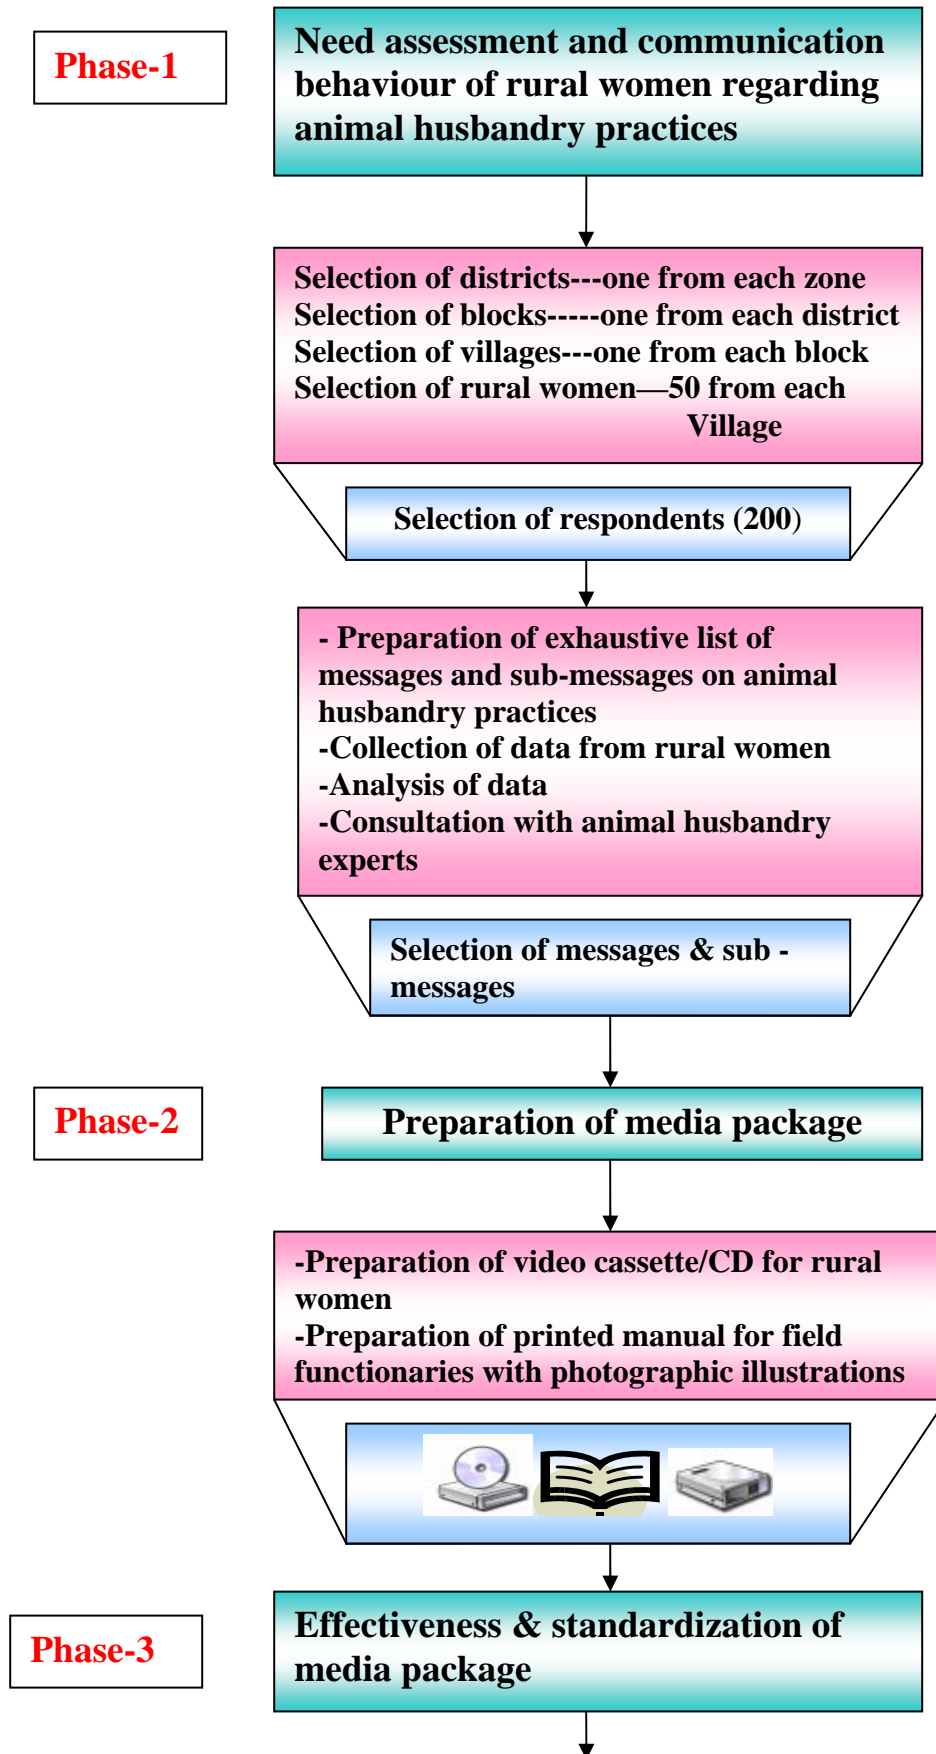 Phase-1
Need assessment and communication
behaviour of rural women regarding
animal husbandry practices
Selection of districts---one from each zone
Selection of blocks-----one from each district
Selection of villages---one from each block
Selection of rural women—50 from each
Village
Selection of respondents (200)
- Preparation of exhaustive list of
messages and sub-messages on animal
husbandry practices
-Collection of data from rural women
-Analysis of data
-Consultation with animal husbandry
experts
Selection of messages & sub -
messages
Phase-2
Preparation of media package
-Preparation of video cassette/CD for rural
women
-Preparation of printed manual for field
functionaries with photographic illustrations
Phase-3
Effectiveness & standardization of
media package